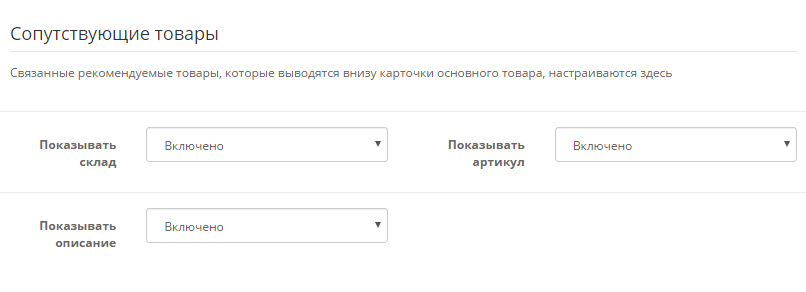 Сопутствующие товары
Связанные рекомендуемые товары, которые выводятся внизу карточки основного товара, настраиваются здесь
Показывать склад
Включено
Показывать артикул
Включено
Показывать описание
Включено